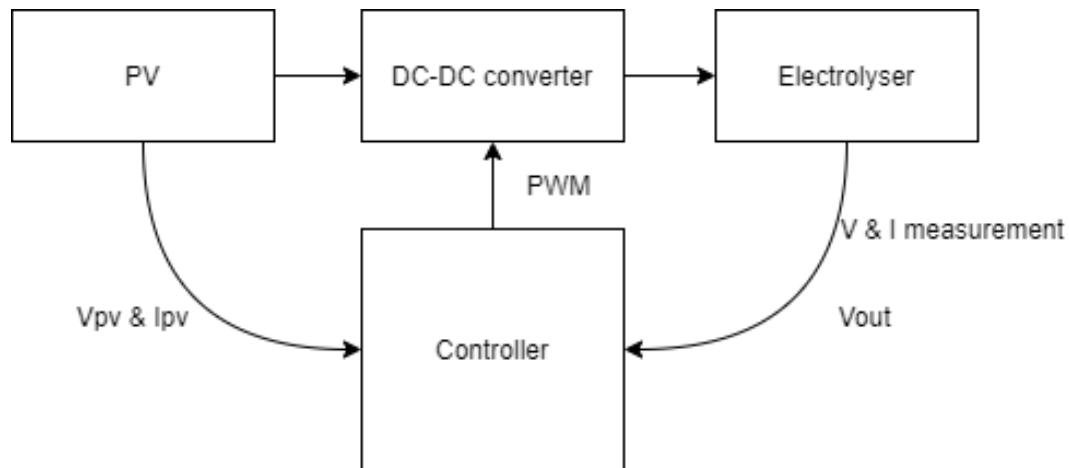 PV
DC-DC converter
Electrolyser
PWM
V & I measurement
Vpv & Ipv
Vout
Controller